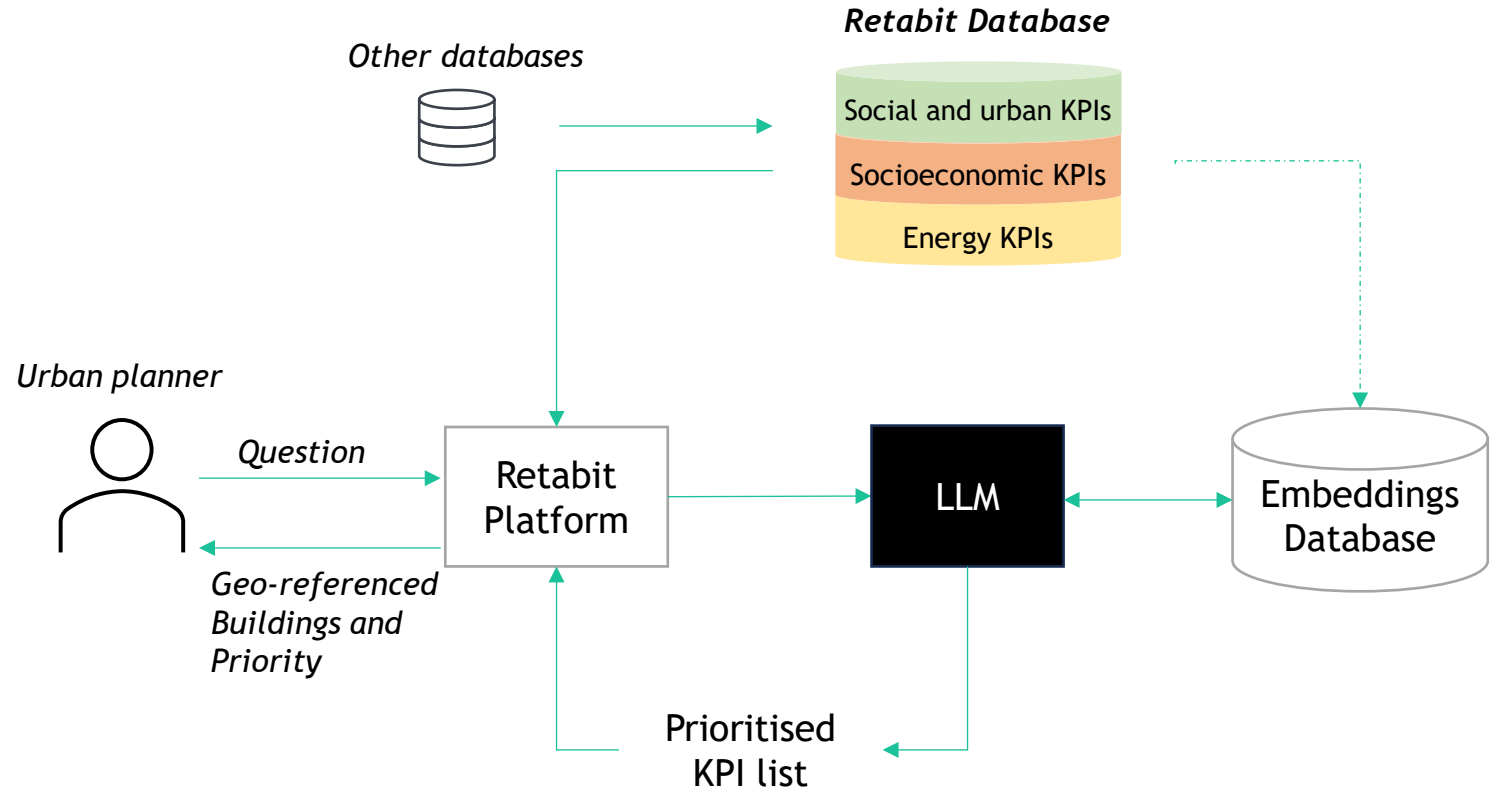 Retabit Database
Other databases
Social and urban KPIs
Socioeconomic KPIs
Energy KPIs
Urban planner
Question
Retabit
Platform
LLM
Embeddings
Database
Geo-referenced
Buildings and
Priority
Prioritised
KPI list